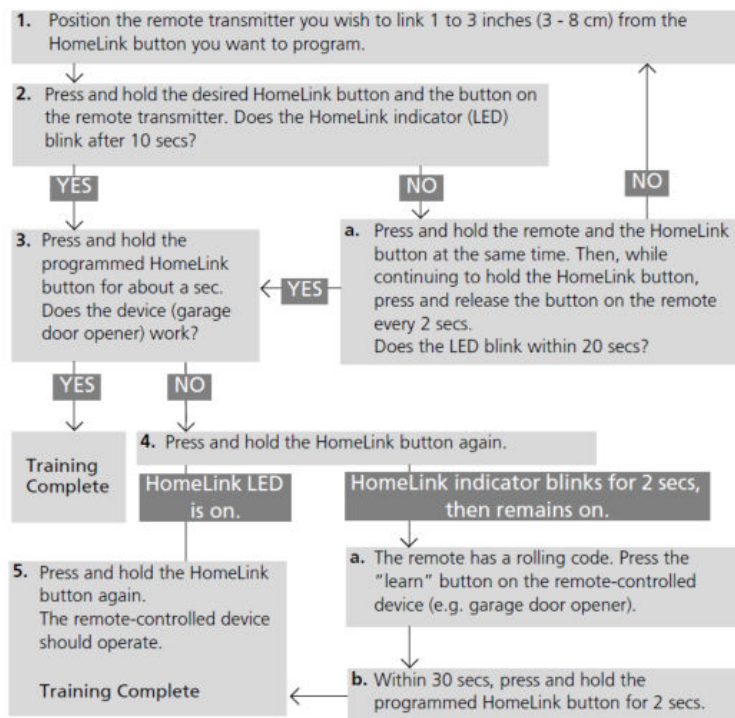 1. Position the remote transmitter you wish to link 1 to 3 inches (3 - 8 cm) from the
HomeLink button you want to program.
2. Press and hold the desired HomeLink button and the button on
the remote transmitter. Does the HomeLink indicator (LED)
blink after 10 secs?
YES
NO
NO
3. Press and hold the
programmed HomeLink
button for about a sec.
Does the device (garage
door opener) work?
YES
a. Press and hold the remote and the HomeLink
button at the same time. Then, while
continuing to hold the HomeLink button,
press and release the button on the remote
every 2 secs.
Does the LED blink within 20 secs?
YES
NO
Training
Complete
4. Press and hold the HomeLink button again.
HomeLink LED
is on.
HomeLink indicator blinks for 2 secs,
then remains on.
a. The remote has a rolling code. Press the
"learn" button on the remote-controlled
device (e.g. garage door opener).
5. Press and hold the HomeLink
button again.
The remote-controlled device
should operate.
Training Complete
b. Within 30 secs, press and hold the
programmed HomeLink button for 2 secs.